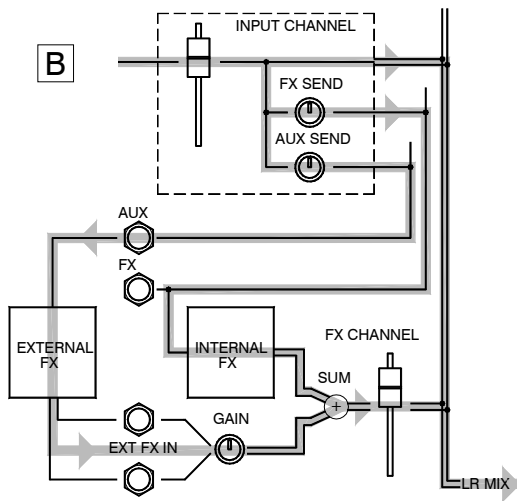 INPUT CHANNEL
B
FX SEND
AUX SEND
AUX
FX
FX CHANNEL
EXTERNAL
FX
INTERNAL
FX
SUM
+
GAIN
EXT FX IN
LR MIX